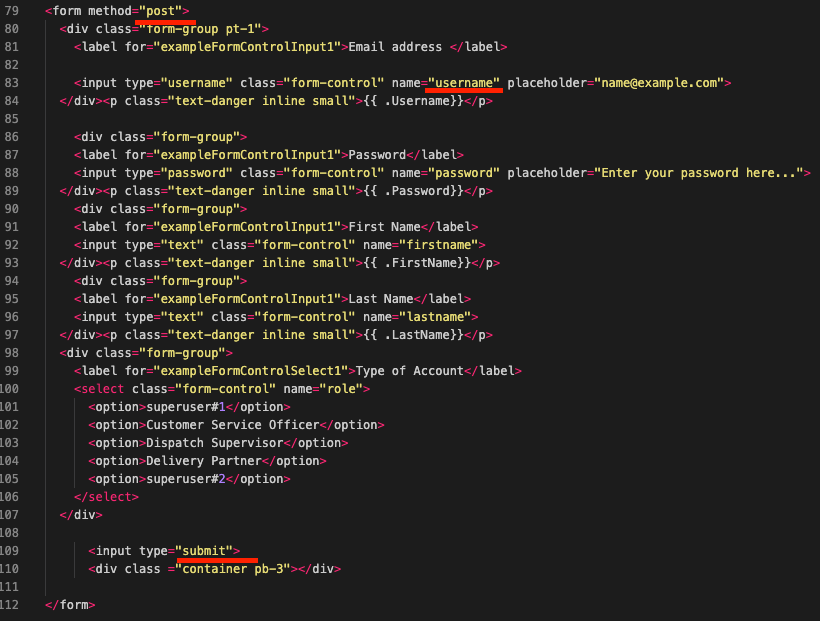 79 <form method="post">
80 <div class="form-group pt-1">
81 <label for="exampleFormControlInput1">Email address </label>
82
83 <input type="username" class="form-control" name="username" placeholder="name@example.com">
84 </div><p class="text-danger inline small">{{ .Username}}</p>
85
86 <div class="form-group">
87 <label for="exampleFormControlInput1">Password</label>
88 <input type="password" class="form-control" name="password" placeholder="Enter your password here...">
89 </div><p class="text-danger inline small">{{ .Password}}</p>
90 <div class="form-group">
91 <label for="exampleFormControlInput1">First Name</label>
92 <input type="text" class="form-control" name="firstname">
93 </div><p class="text-danger inline small">{{ .FirstName}}</p>
94 <div class="form-group">
95 <label for="exampleFormControlInput1">Last Name</label>
96 <input type="text" class="form-control" name="lastname">
97 </div><p class="text-danger inline small">{{ .LastName}}</p>
98 <div class="form-group">
99 <label for="exampleFormControlSelect1">Type of Account</label>
100 <select class="form-control" name="role">
101 <option>superuser#1</option>
102 <option>Customer Service Officer</option>
103 <option>Dispatch Supervisor</option>
104 <option>Delivery Partner</option>
105 <option>superuser#2</option>
106 </select>
107 </div>
108
109 <input type="submit">
110 <div class ="container pb-3"></div>
111
112 </form>